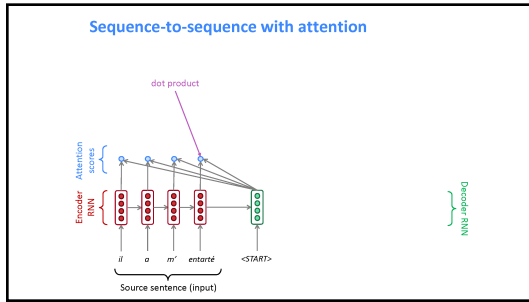 Sequence-to-sequence with attention
dot product
Attention
scores
Encoder
RNN
Decoder RNN
il a m' entarté <START>
Source sentence (input)